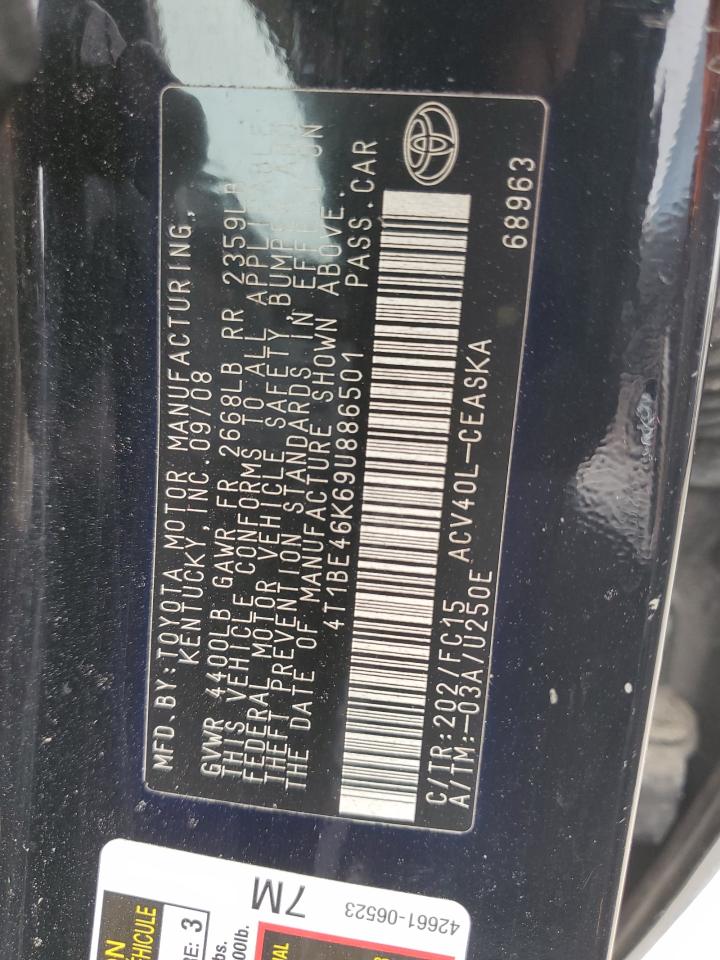 MFD.BY:TOYOTA MOTOR MANUFACTURING,
KENTUCKY,INC 09/08
GVWR 4400LB GAWR FR 2668LB RR 2359LB
THIS VEHICLE CONFORMS TO ALL APPL
FEDERAL MOTOR VEHICLE SAFETY, BUMPER
THEFT PREVENTION STANDARDS IN EFFECT ON
THE DATE OF MANUFACTURE SHOWN ABOVE.
4T1BE46K69U886501 PASS.CAR
C/TR:202/FC15 ACV40L-CEASKA
A/TM:-03A/U250E
68963
7M
42661-06523
3